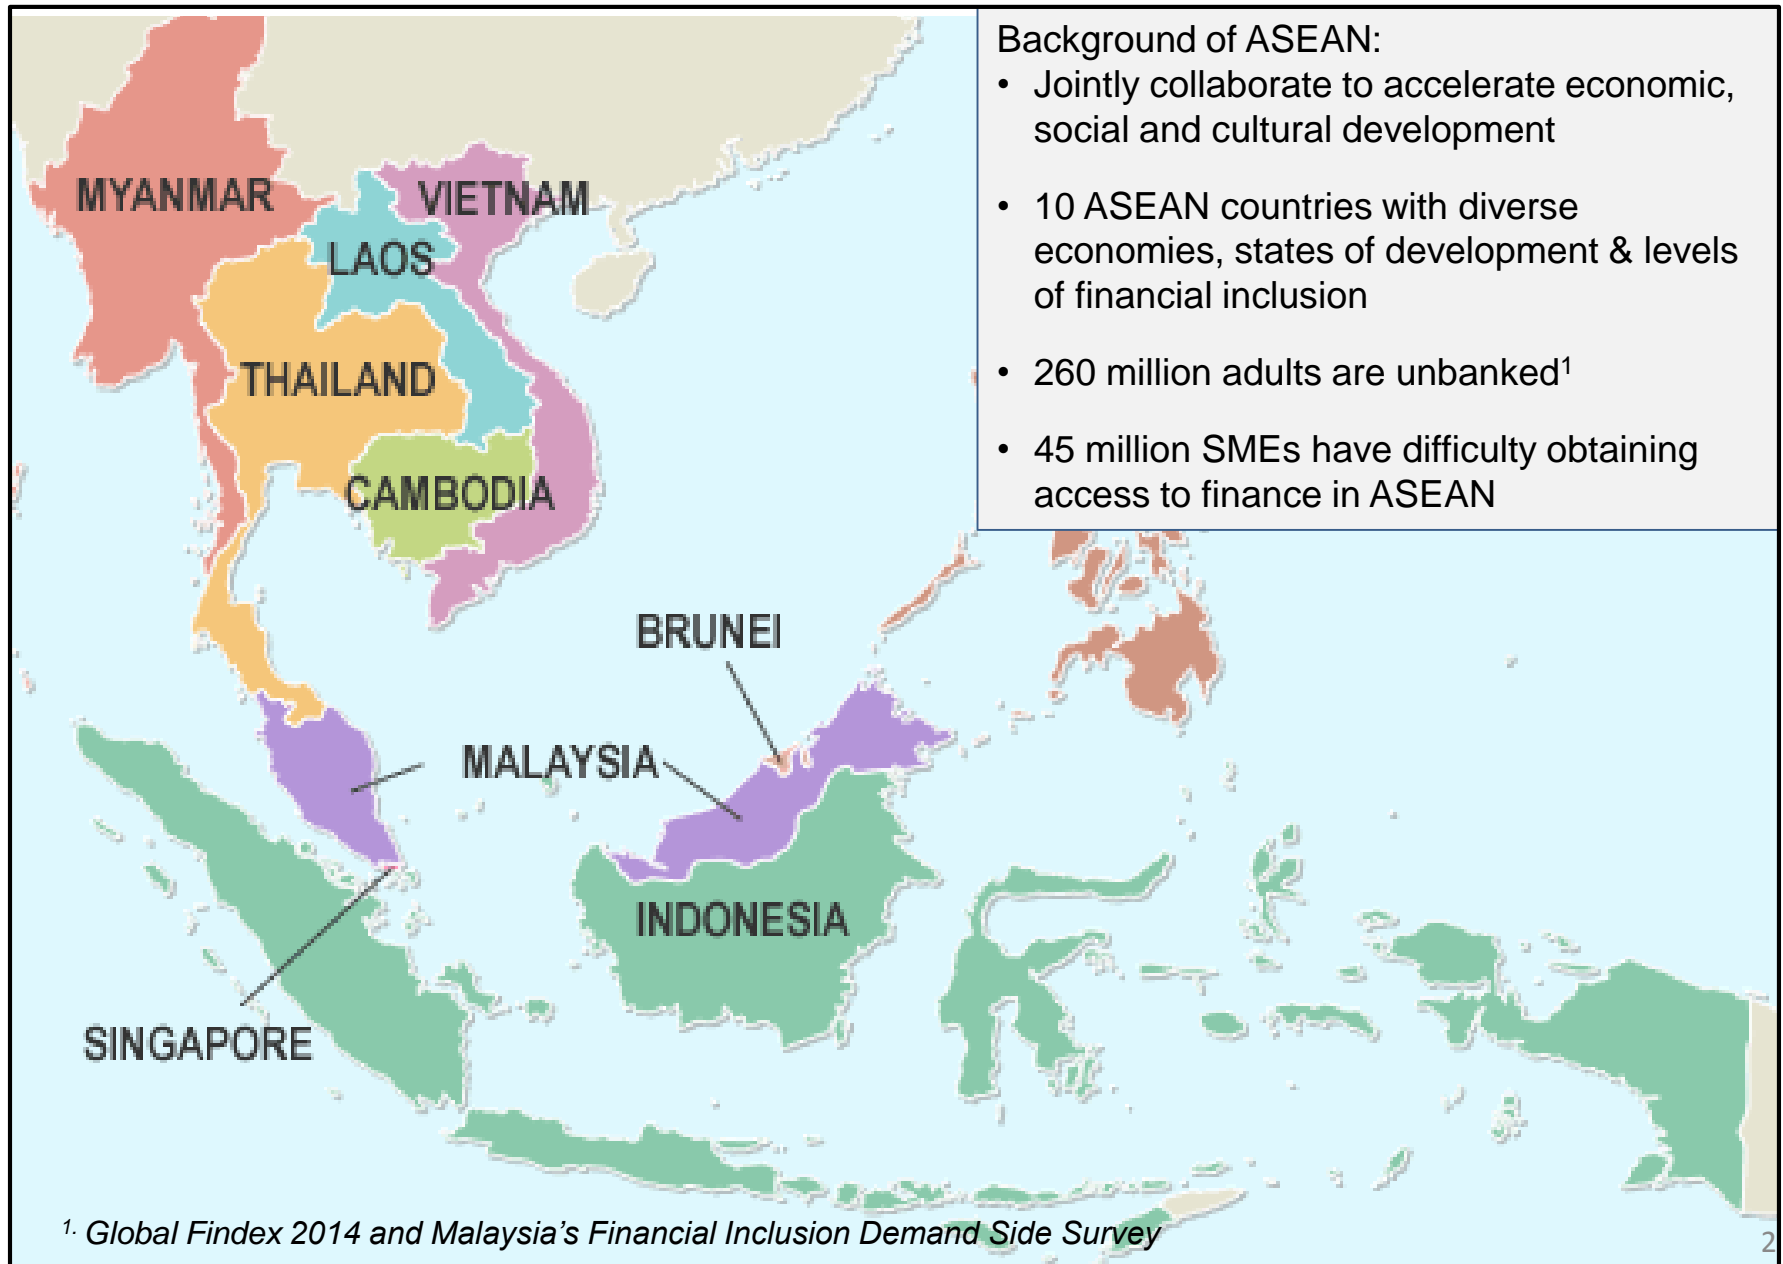 Background of ASEAN:
• Jointly collaborate to accelerate economic,
social and cultural development
• 10 ASEAN countries with diverse
economies, states of development & levels
of financial inclusion
• 260 million adults are unbanked¹
• 45 million SMEs have difficulty obtaining
access to finance in ASEAN
MYANMAR
VIETNAM
LAOS
THAILAND
CAMBODIA
BRUNEI
MALAYSIA
INDONESIA
SINGAPORE
¹· Global Findex 2014 and Malaysia’s Financial Inclusion Demand Side Survey
2